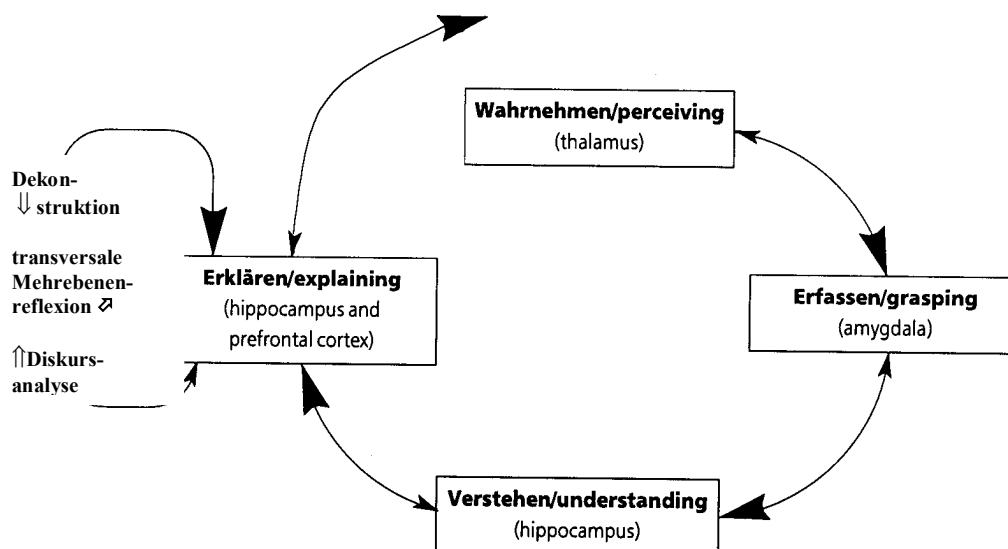 Wahrnehmen/perceiving
(thalamus)
Dekon-
⇓ struktion
transversale
Mehrebenen-
reflexion ⇗
⇑Diskurs-
analyse
Erklären/explaining
(hippocampus and
prefrontal cortex)
Erfassen/grasping
(amygdala)
Verstehen/understanding
(hippocampus)